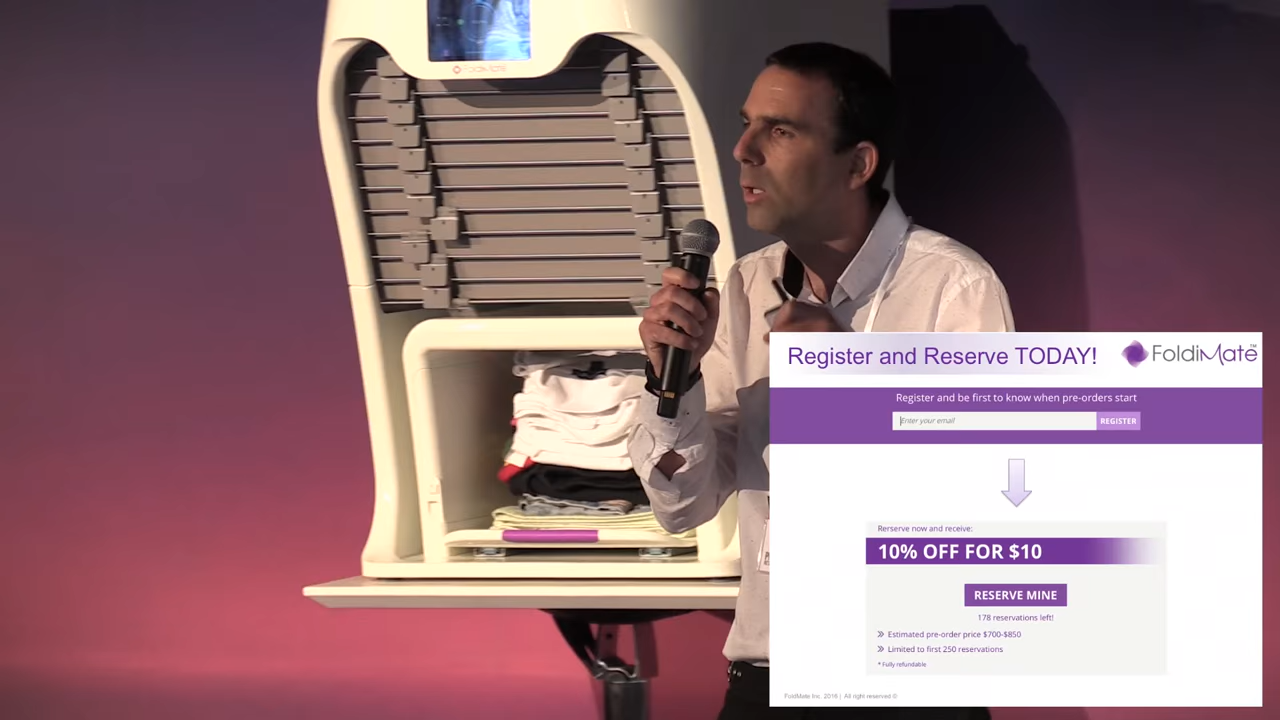 FoldiMate
Register and Reserve TODAY!
FoldiMate™
Register and be first to know when pre-orders start
Enter your email
REGISTER
Rerserve now and receive:
10% OFF FOR $10
RESERVE MINE
178 reservations left!
» Estimated pre-order price $700-$850
» Limited to first 250 reservations
* Fully refundable
FoldiMate Inc. 2016 | All right reserved ©